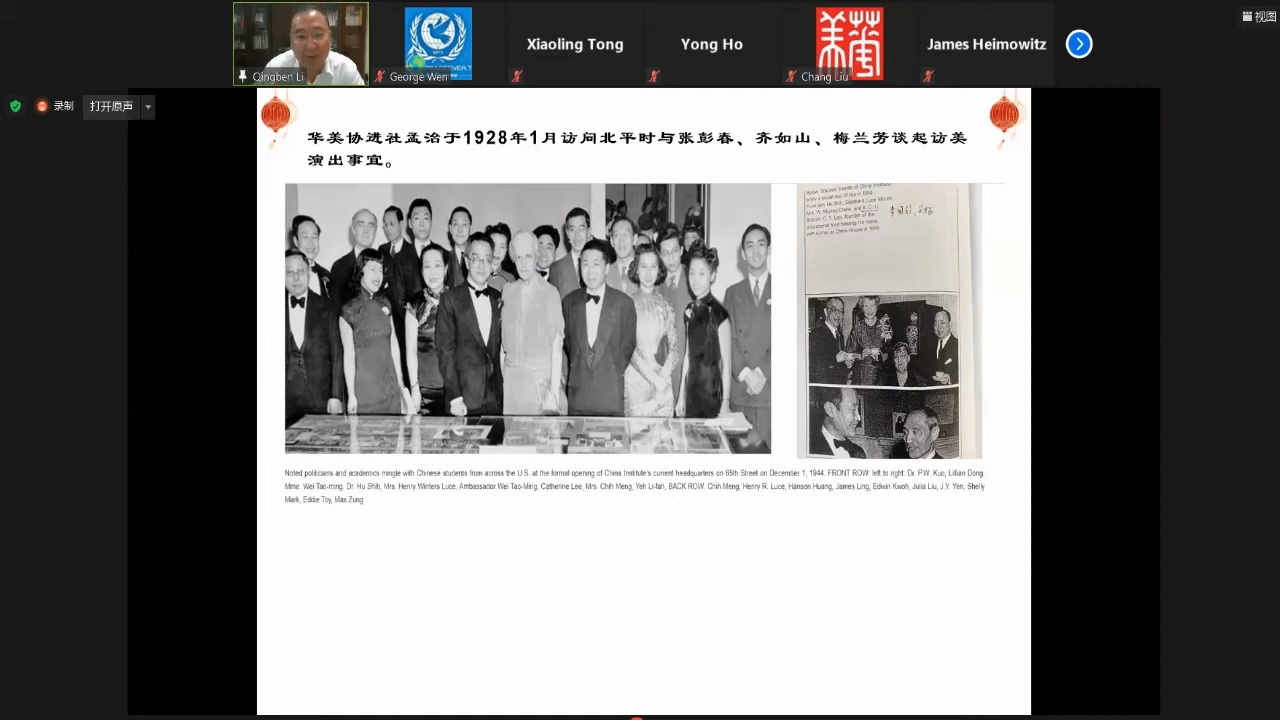 视图
Xiaoling Tong
Yong Ho
James Heimowitz
Qingben Li
George Wen
Chang Liu
录制
打开原声
华美协进社孟治于1928年1月访问北平时与张彭春、齐如山、梅兰芳谈起访美
演出事宜。
Noted politicians and academics mingle with Chinese students from across the U.S. at the formal opening of China Institute's current headquarters on 65th Street on December 1, 1944. FRONT ROW: left to right: Dr. P.W. Kuo, Lillian Dong,
Mme. Wei Tao-ming, Dr. Hu Shih, Mrs. Henry Winters Luce, Ambassador Wei Tao-Ming, Catherine Lee, Mrs. Chih Meng, Yeh Li-fah, BACK ROW: Chih Meng, Henry R. Luce, Hanson Huang, James Ling, Edwin Kwoh, Julia Liu, J.Y. Yen, Shelly
Mark, Eddie Toy, Max Zung